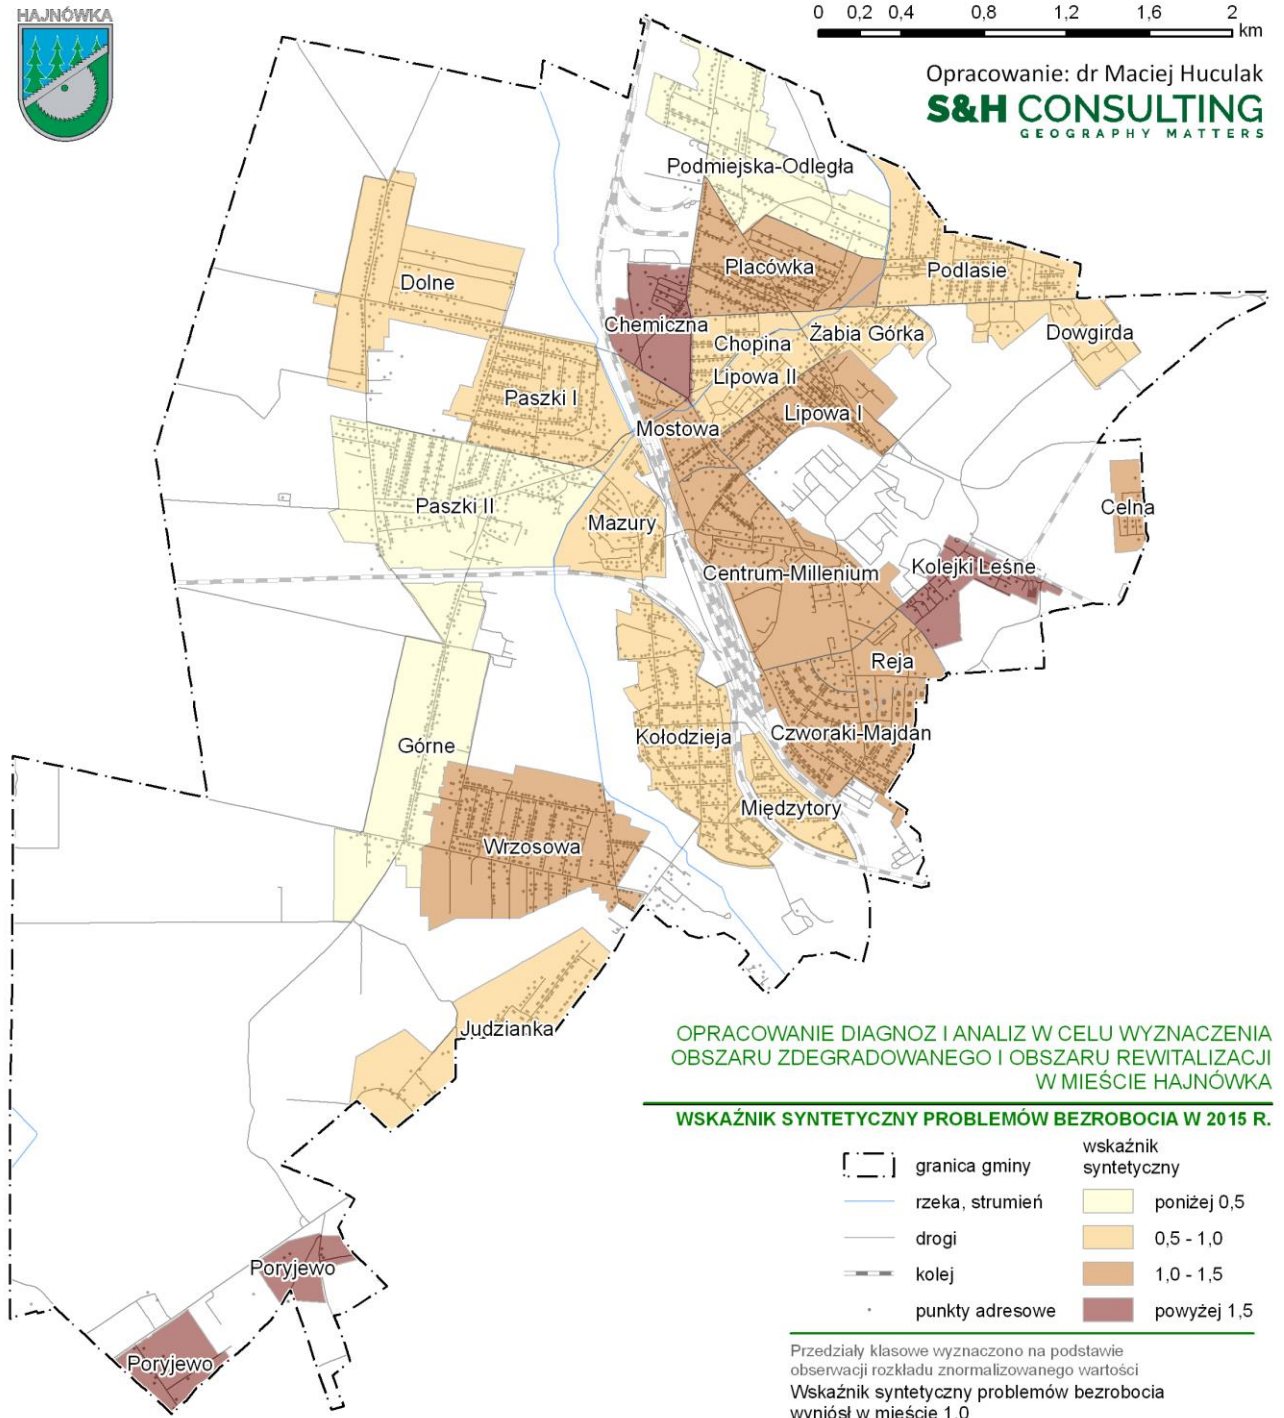 HAJNÓWKA
0 0,2 0,4 0,8 1,2 1,6 2
km
Opracowanie: dr Maciej Huculak
S&H CONSULTING
GEOGRAPHY MATTERS
Podmiejska-Odległa
Placówka
Podlasie
Dolne
Chemiczna
Chopina
Żabia Górka
Dowgirda
Lipowa II
Paszki I
Lipowa I
Mostowa
Paszki II
Mazury
Celna
Centrum-Millenium
Kolejki Leśne
Reja
Kołodzieja
Czworaki-Majdan
Górne
Międzytory
Wrzosowa
Judzianka
Poryjewo
Poryjewo
OPRACOWANIE DIAGNOZ I ANALIZ W CELU WYZNACZENIA
OBSZARU ZDEGRADOWANEGO I OBSZARU REWITALIZACJI
W MIEŚCIE HAJNÓWKA
WSKAŹNIK SYNTETYCZNY PROBLEMÓW BEZROBOCIA W 2015 R.
granica gminy
rzeka, strumień
drogi
kolej
punkty adresowe
wskaźnik
syntetyczny
poniżej 0,5
0,5 - 1,0
1,0 - 1,5
powyżej 1,5
Przedziały klasowe wyznaczono na podstawie
obserwacji rozkładu znormalizowanego wartości
Wskaźnik syntetyczny problemów bezrobocia
wyniósł w mieście 1,0